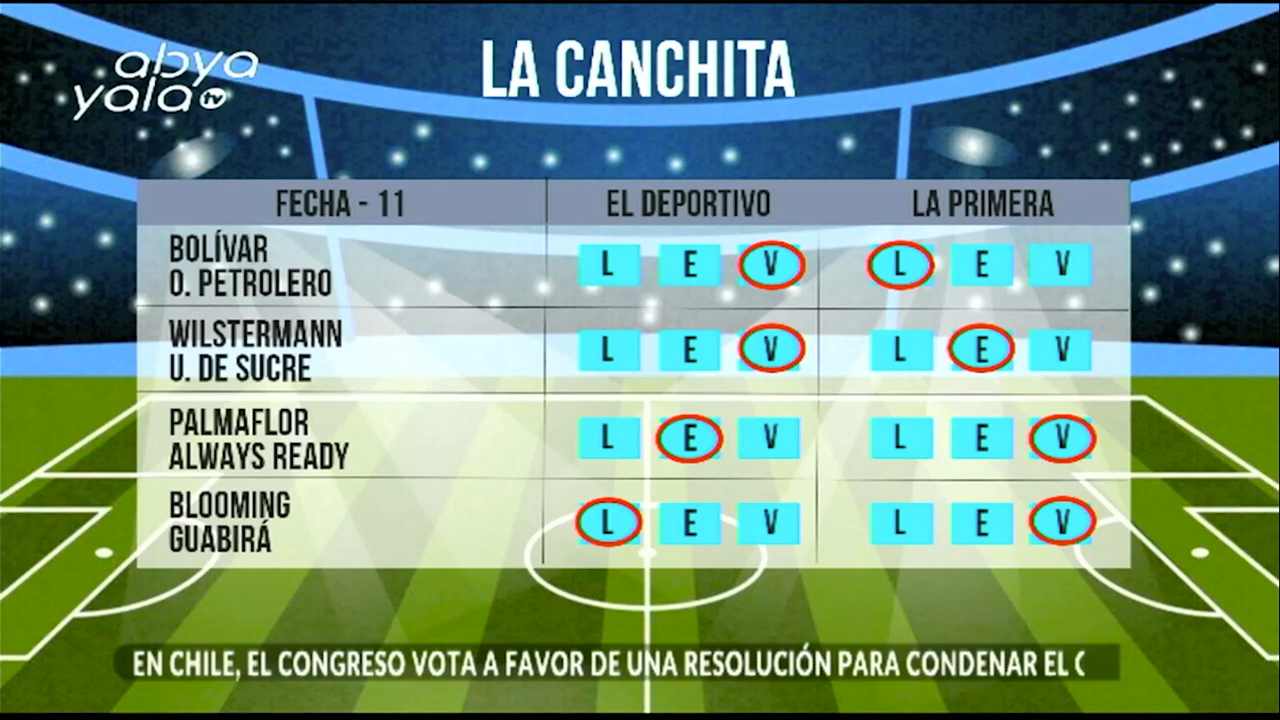 abya
yala tv
LA CANCHITA
FECHA - 11 EL DEPORTIVO LA PRIMERA
BOLÍVAR
O. PETROLERO
L E V L E V
WILSTERMANN
U. DE SUCRE
L E V L E V
PALMAFLOR
ALWAYS READY
L E V L E V
BLOOMING
GUABIRÁ
L E V L E V
EN CHILE, EL CONGRESO VOTA A FAVOR DE UNA RESOLUCIÓN PARA CONDENAR EL